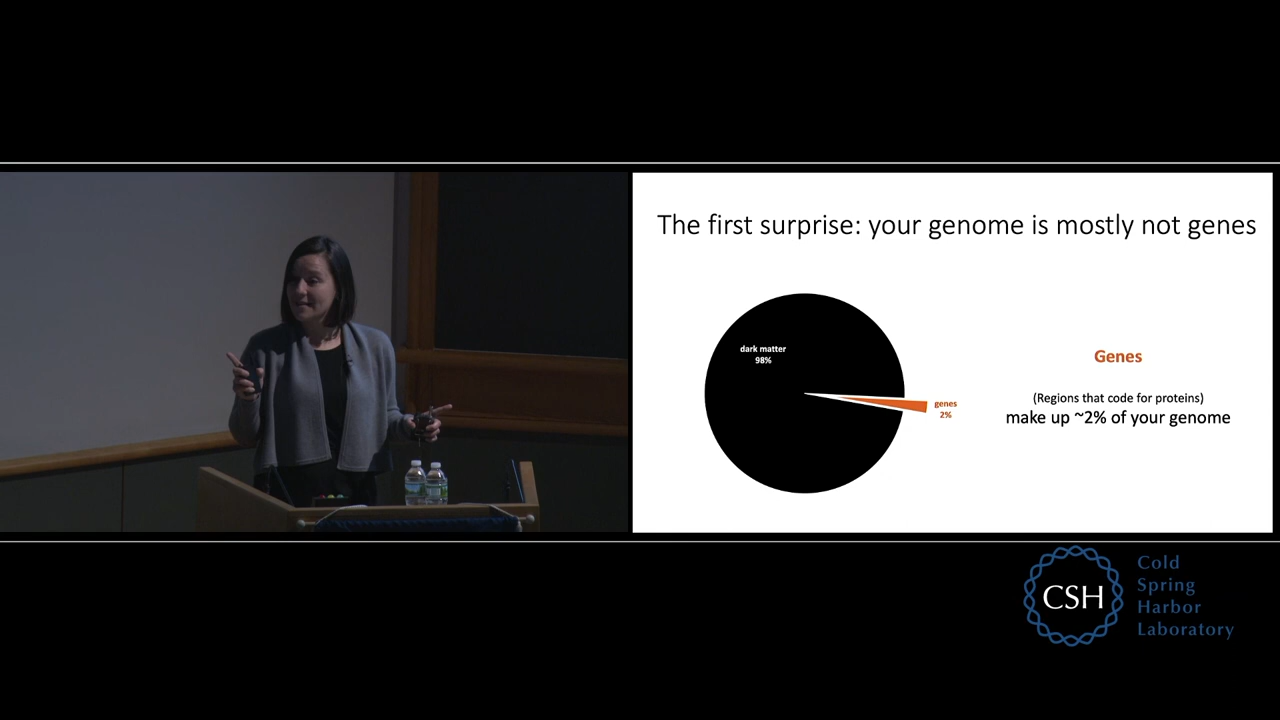 The first surprise: your genome is mostly not genes
dark matter
98%
genes
2%
Genes
(Regions that code for proteins)
make up ~2% of your genome
CSH
Cold
Spring
Harbor
Laboratory